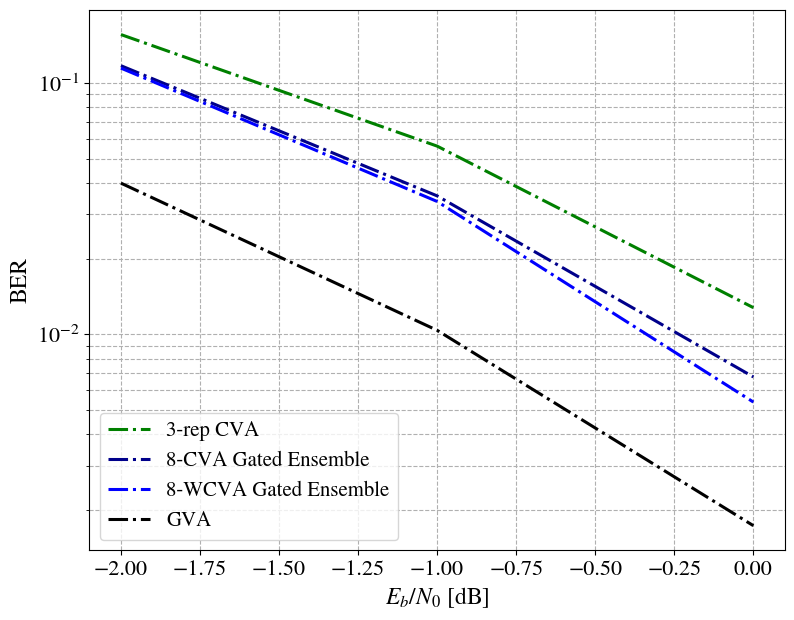 10⁻¹
BER
10⁻²
3-rep CVA
8-CVA Gated Ensemble
8-WCVA Gated Ensemble
GVA
−2.00 −1.75 −1.50 −1.25 −1.00 −0.75 −0.50 −0.25 0.00
E_b/N_0 [dB]